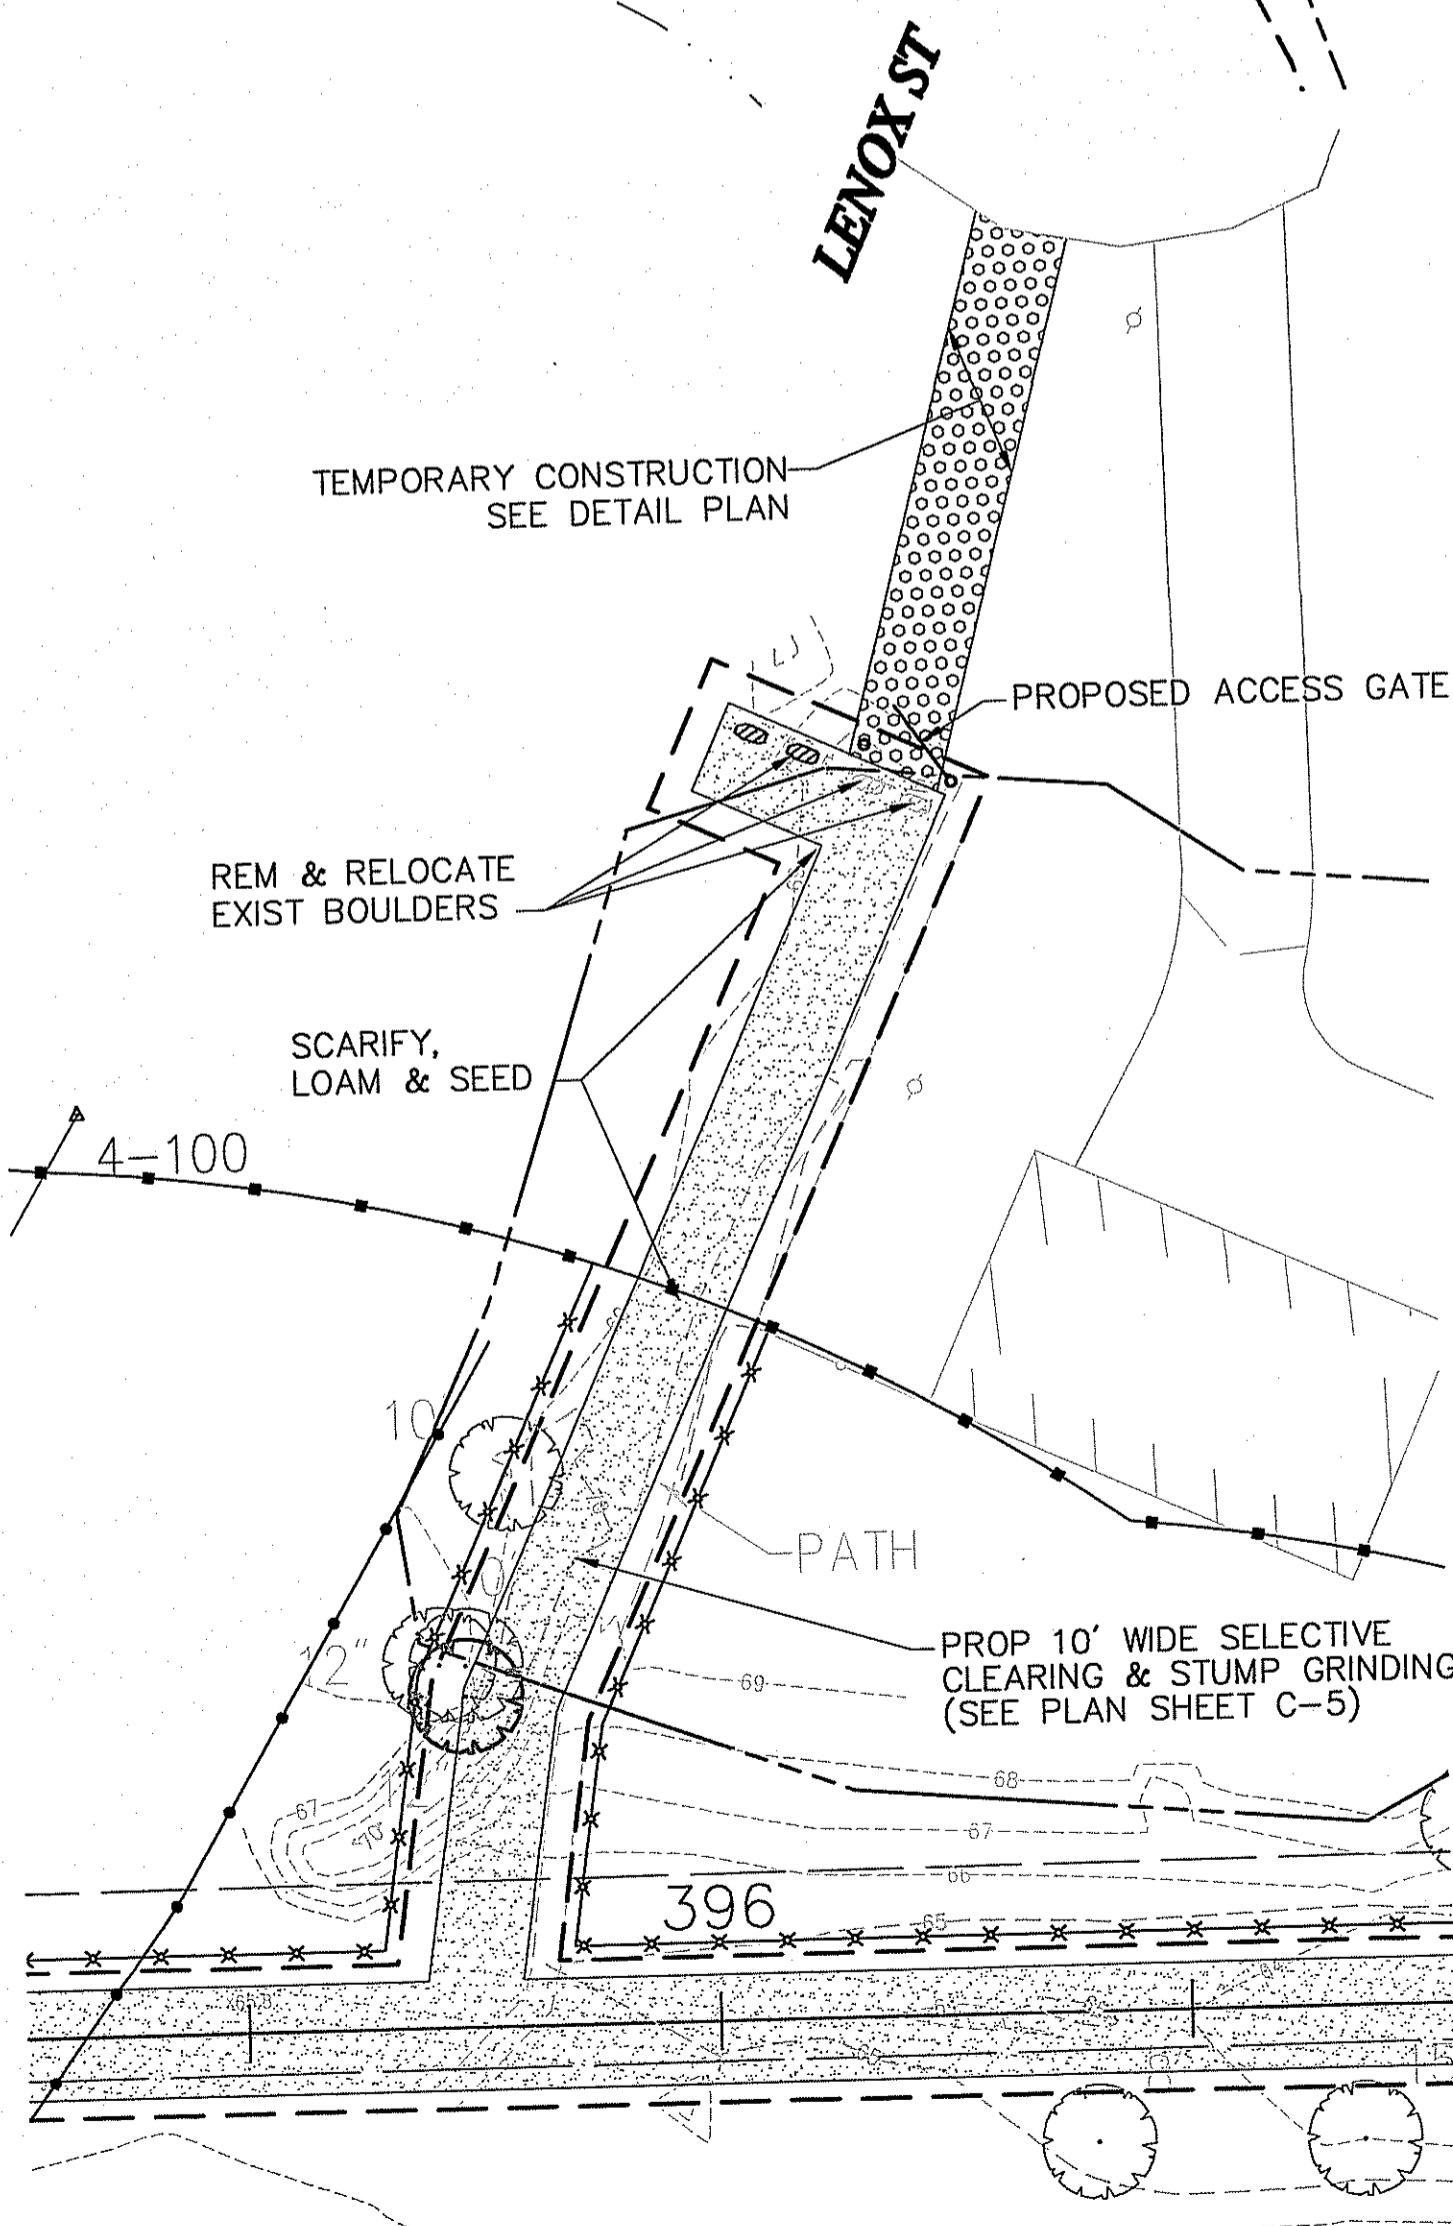 LENOX ST
TEMPORARY CONSTRUCTION
SEE DETAIL PLAN
PROPOSED ACCESS GATE
REM & RELOCATE
EXIST BOULDERS
SCARIFY,
LOAM & SEED
4-100
10
PATH
12"
PROP 10' WIDE SELECTIVE
CLEARING & STUMP GRINDING
(SEE PLAN SHEET C-5)
69
68
67
67
70
66
396
65
64